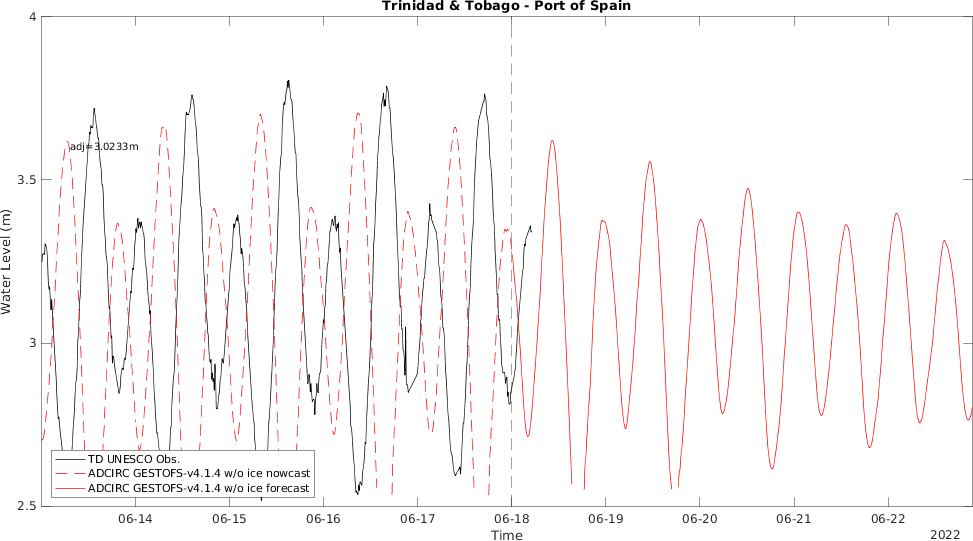 Trinidad & Tobago - Port of Spain
4
3.5
3
2.5
Water Level (m)
adj=3.0233m
TD UNESCO Obs.
ADCIRC GESTOFS-v4.1.4 w/o ice nowcast
ADCIRC GESTOFS-v4.1.4 w/o ice forecast
06-14 06-15 06-16 06-17 06-18 06-19 06-20 06-21 06-22
Time
2022